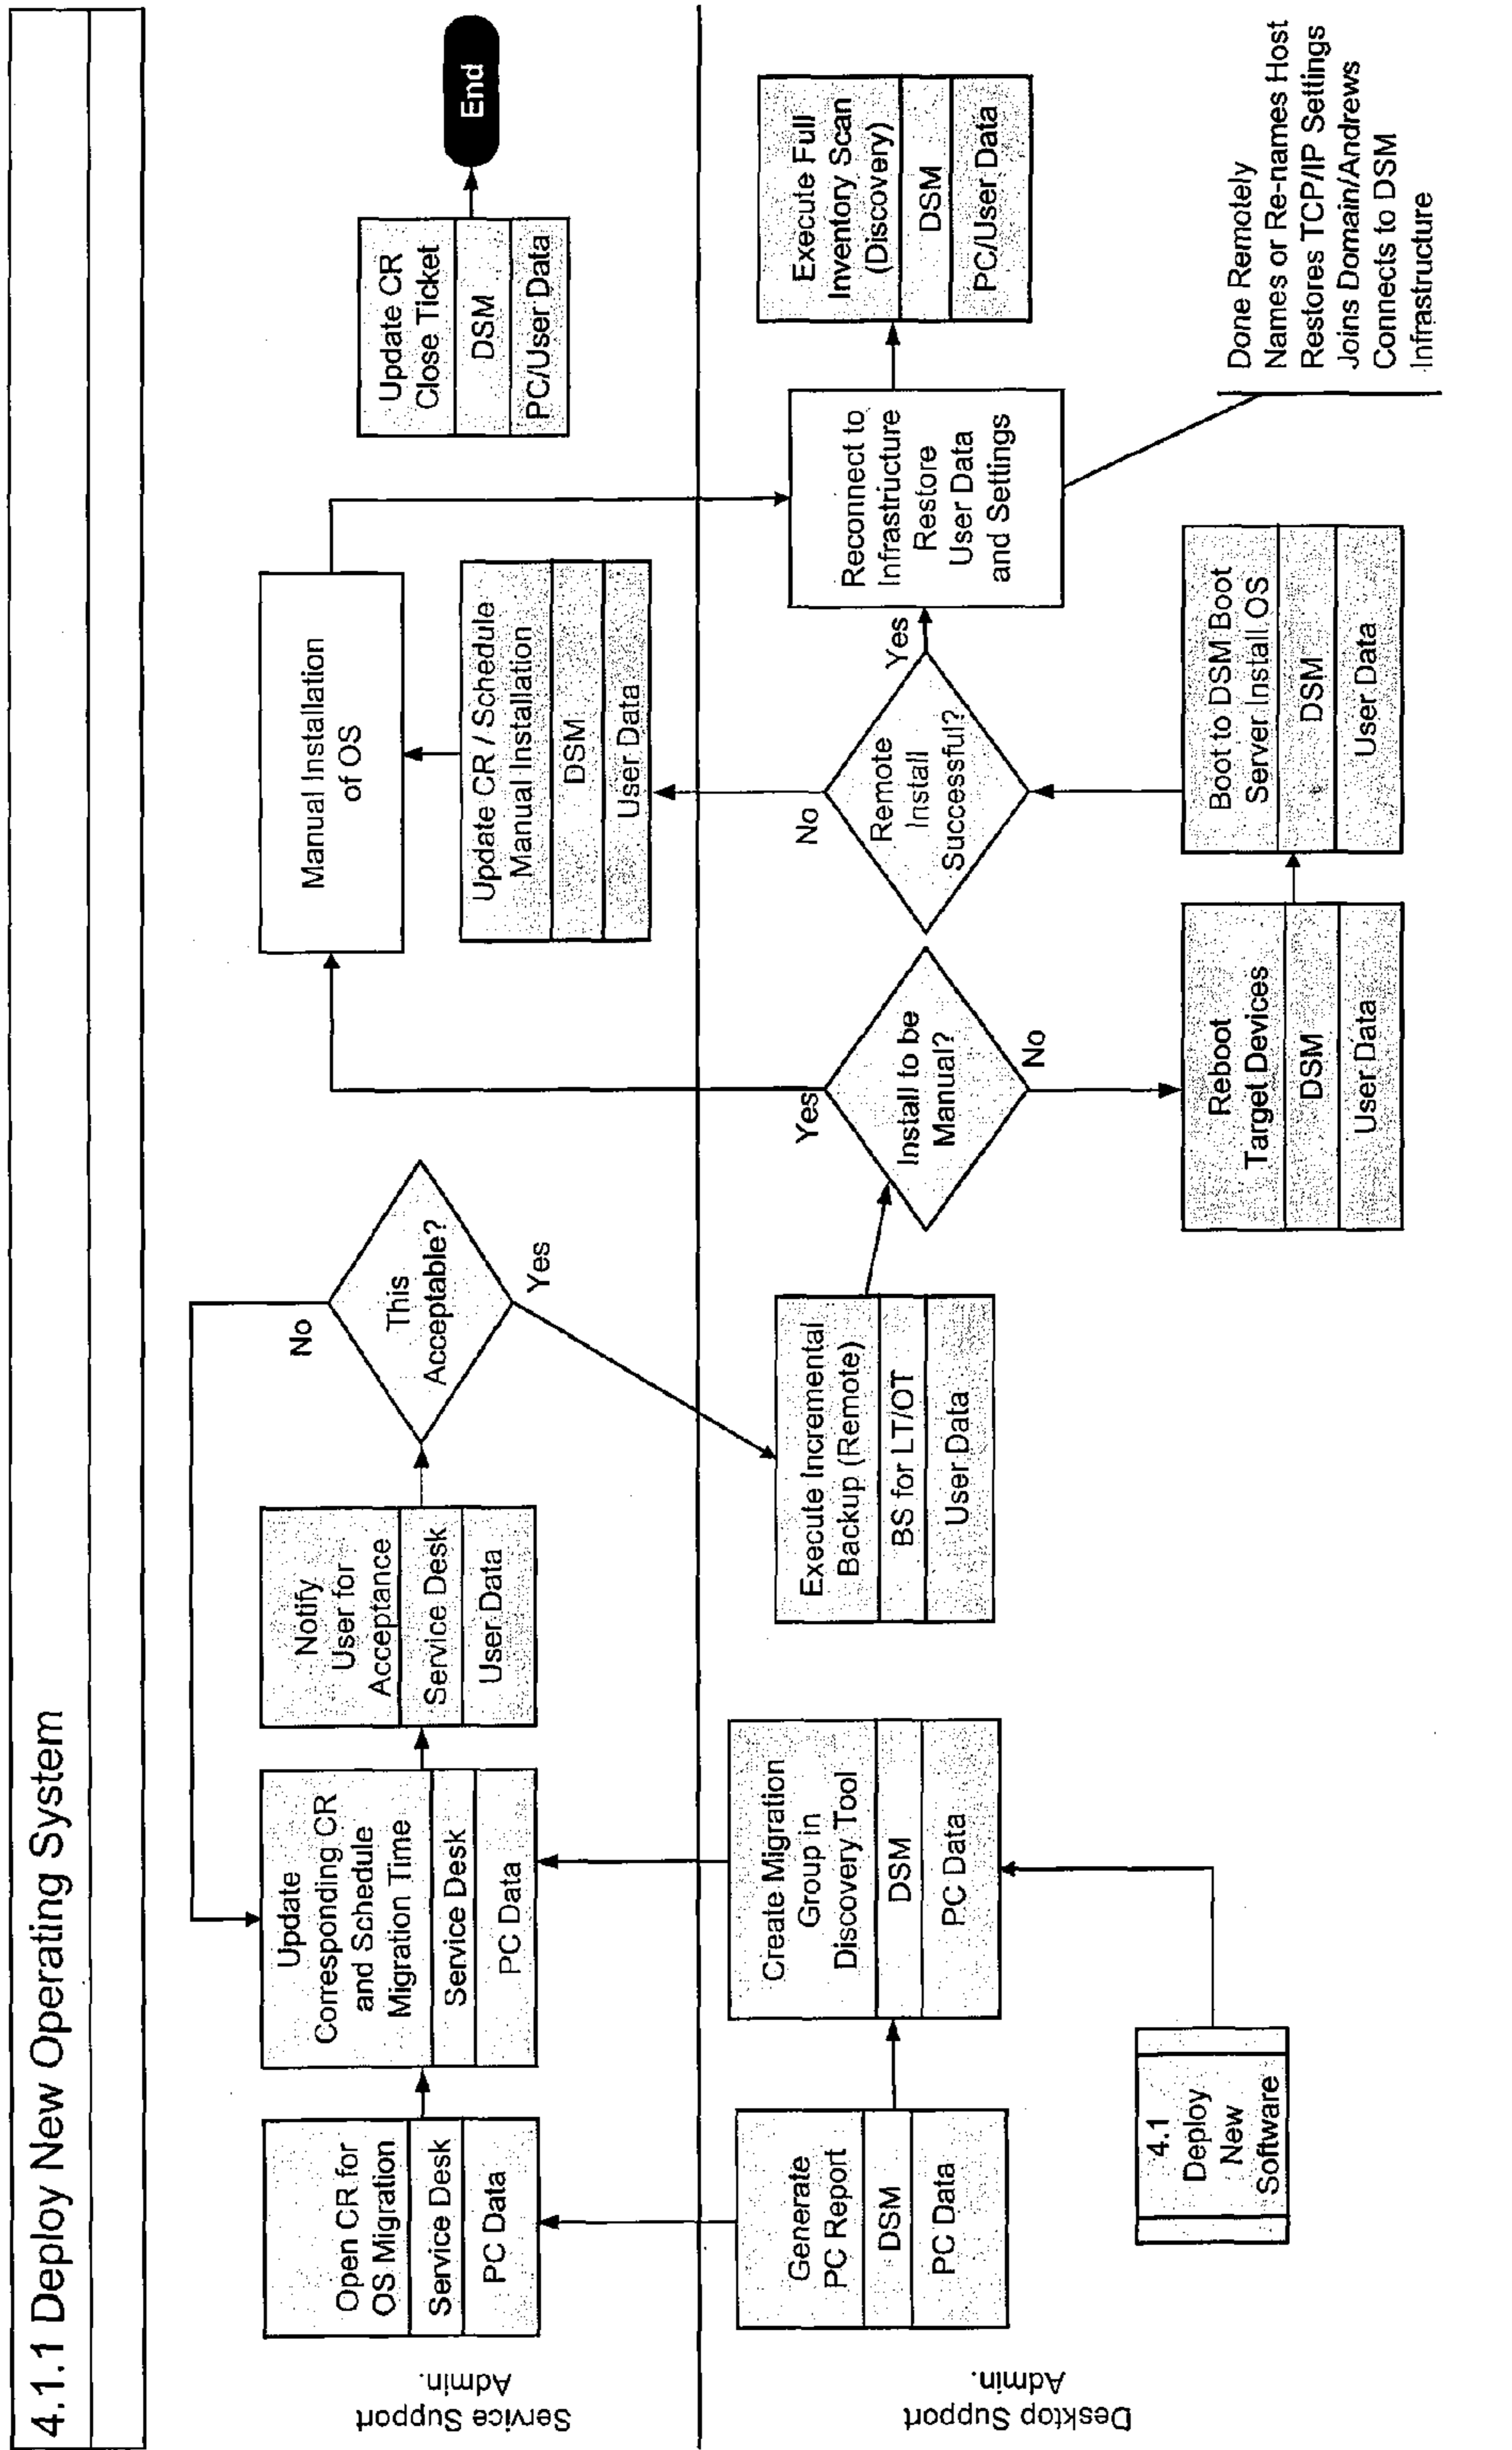 4.1.1 Deploy New Operating System
Service Support
Admin.
Open CR for
OS Migration
Service Desk
PC Data
Update
Corresponding CR
and Schedule
Migration Time
Service Desk
PC Data
Notify
User for
Acceptance
Service Desk
User Data
This
Acceptable?
No
Yes
Manual Installation
of OS
Update CR / Schedule
Manual Installation
DSM
User Data
Update CR
Close Ticket
DSM
PC/User Data
End
Desktop Support
Admin.
Generate
PC Report
DSM
PC Data
Create Migration
Group in
Discovery Tool
DSM
PC Data
4.1
Deploy
New
Software
Execute Incremental
Backup (Remote)
BS for LT/OT
User Data
Install to be
Manual?
Yes
No
Reboot
Target Devices
DSM
User Data
Boot to DSM Boot
Server Install OS
DSM
User Data
Remote
Install
Successful?
No
Yes
Reconnect to
Infrastructure
Restore
User Data
and Settings
Execute Full
Inventory Scan
(Discovery)
DSM
PC/User Data
Done Remotely
Names or Re-names Host
Restores TCP/IP Settings
Joins Domain/Andrews
Connects to DSM
Infrastructure